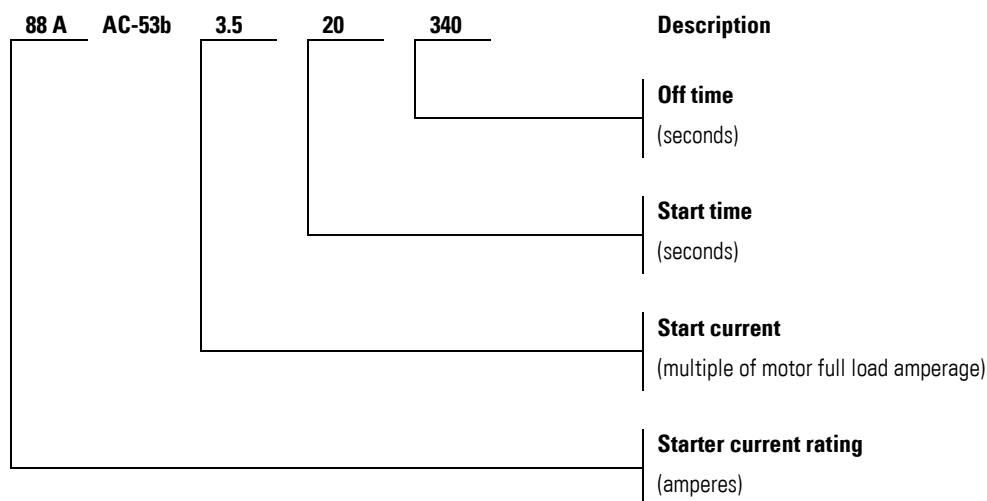 88 A AC-53b 3.5 20 340 Description
Off time
(seconds)
Start time
(seconds)
Start current
(multiple of motor full load amperage)
Starter current rating
(amperes)